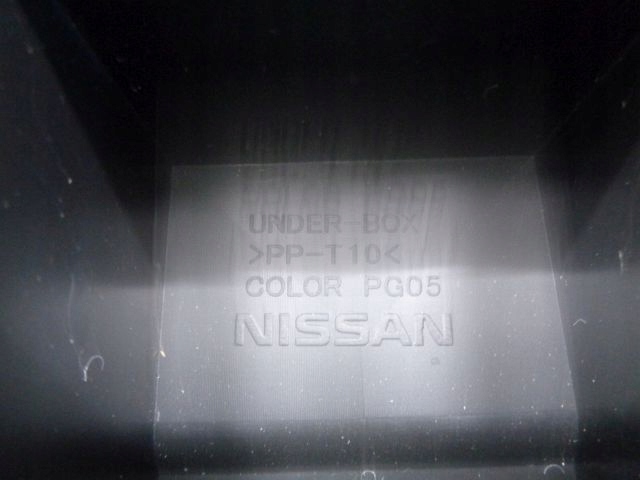 UNDER-BOX
>PP-T10<
COLOR PG05
NISSAN